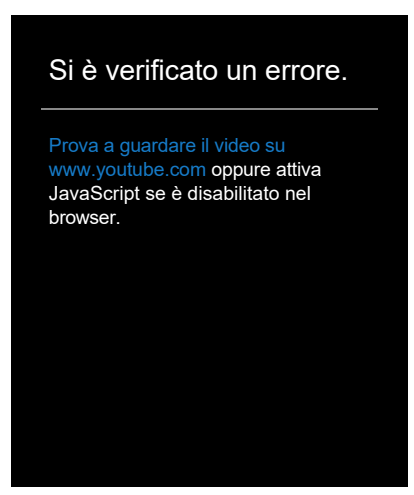 Si è verificato un errore.
Prova a guardare il video su
www.youtube.com oppure attiva
JavaScript se è disabilitato nel
browser.